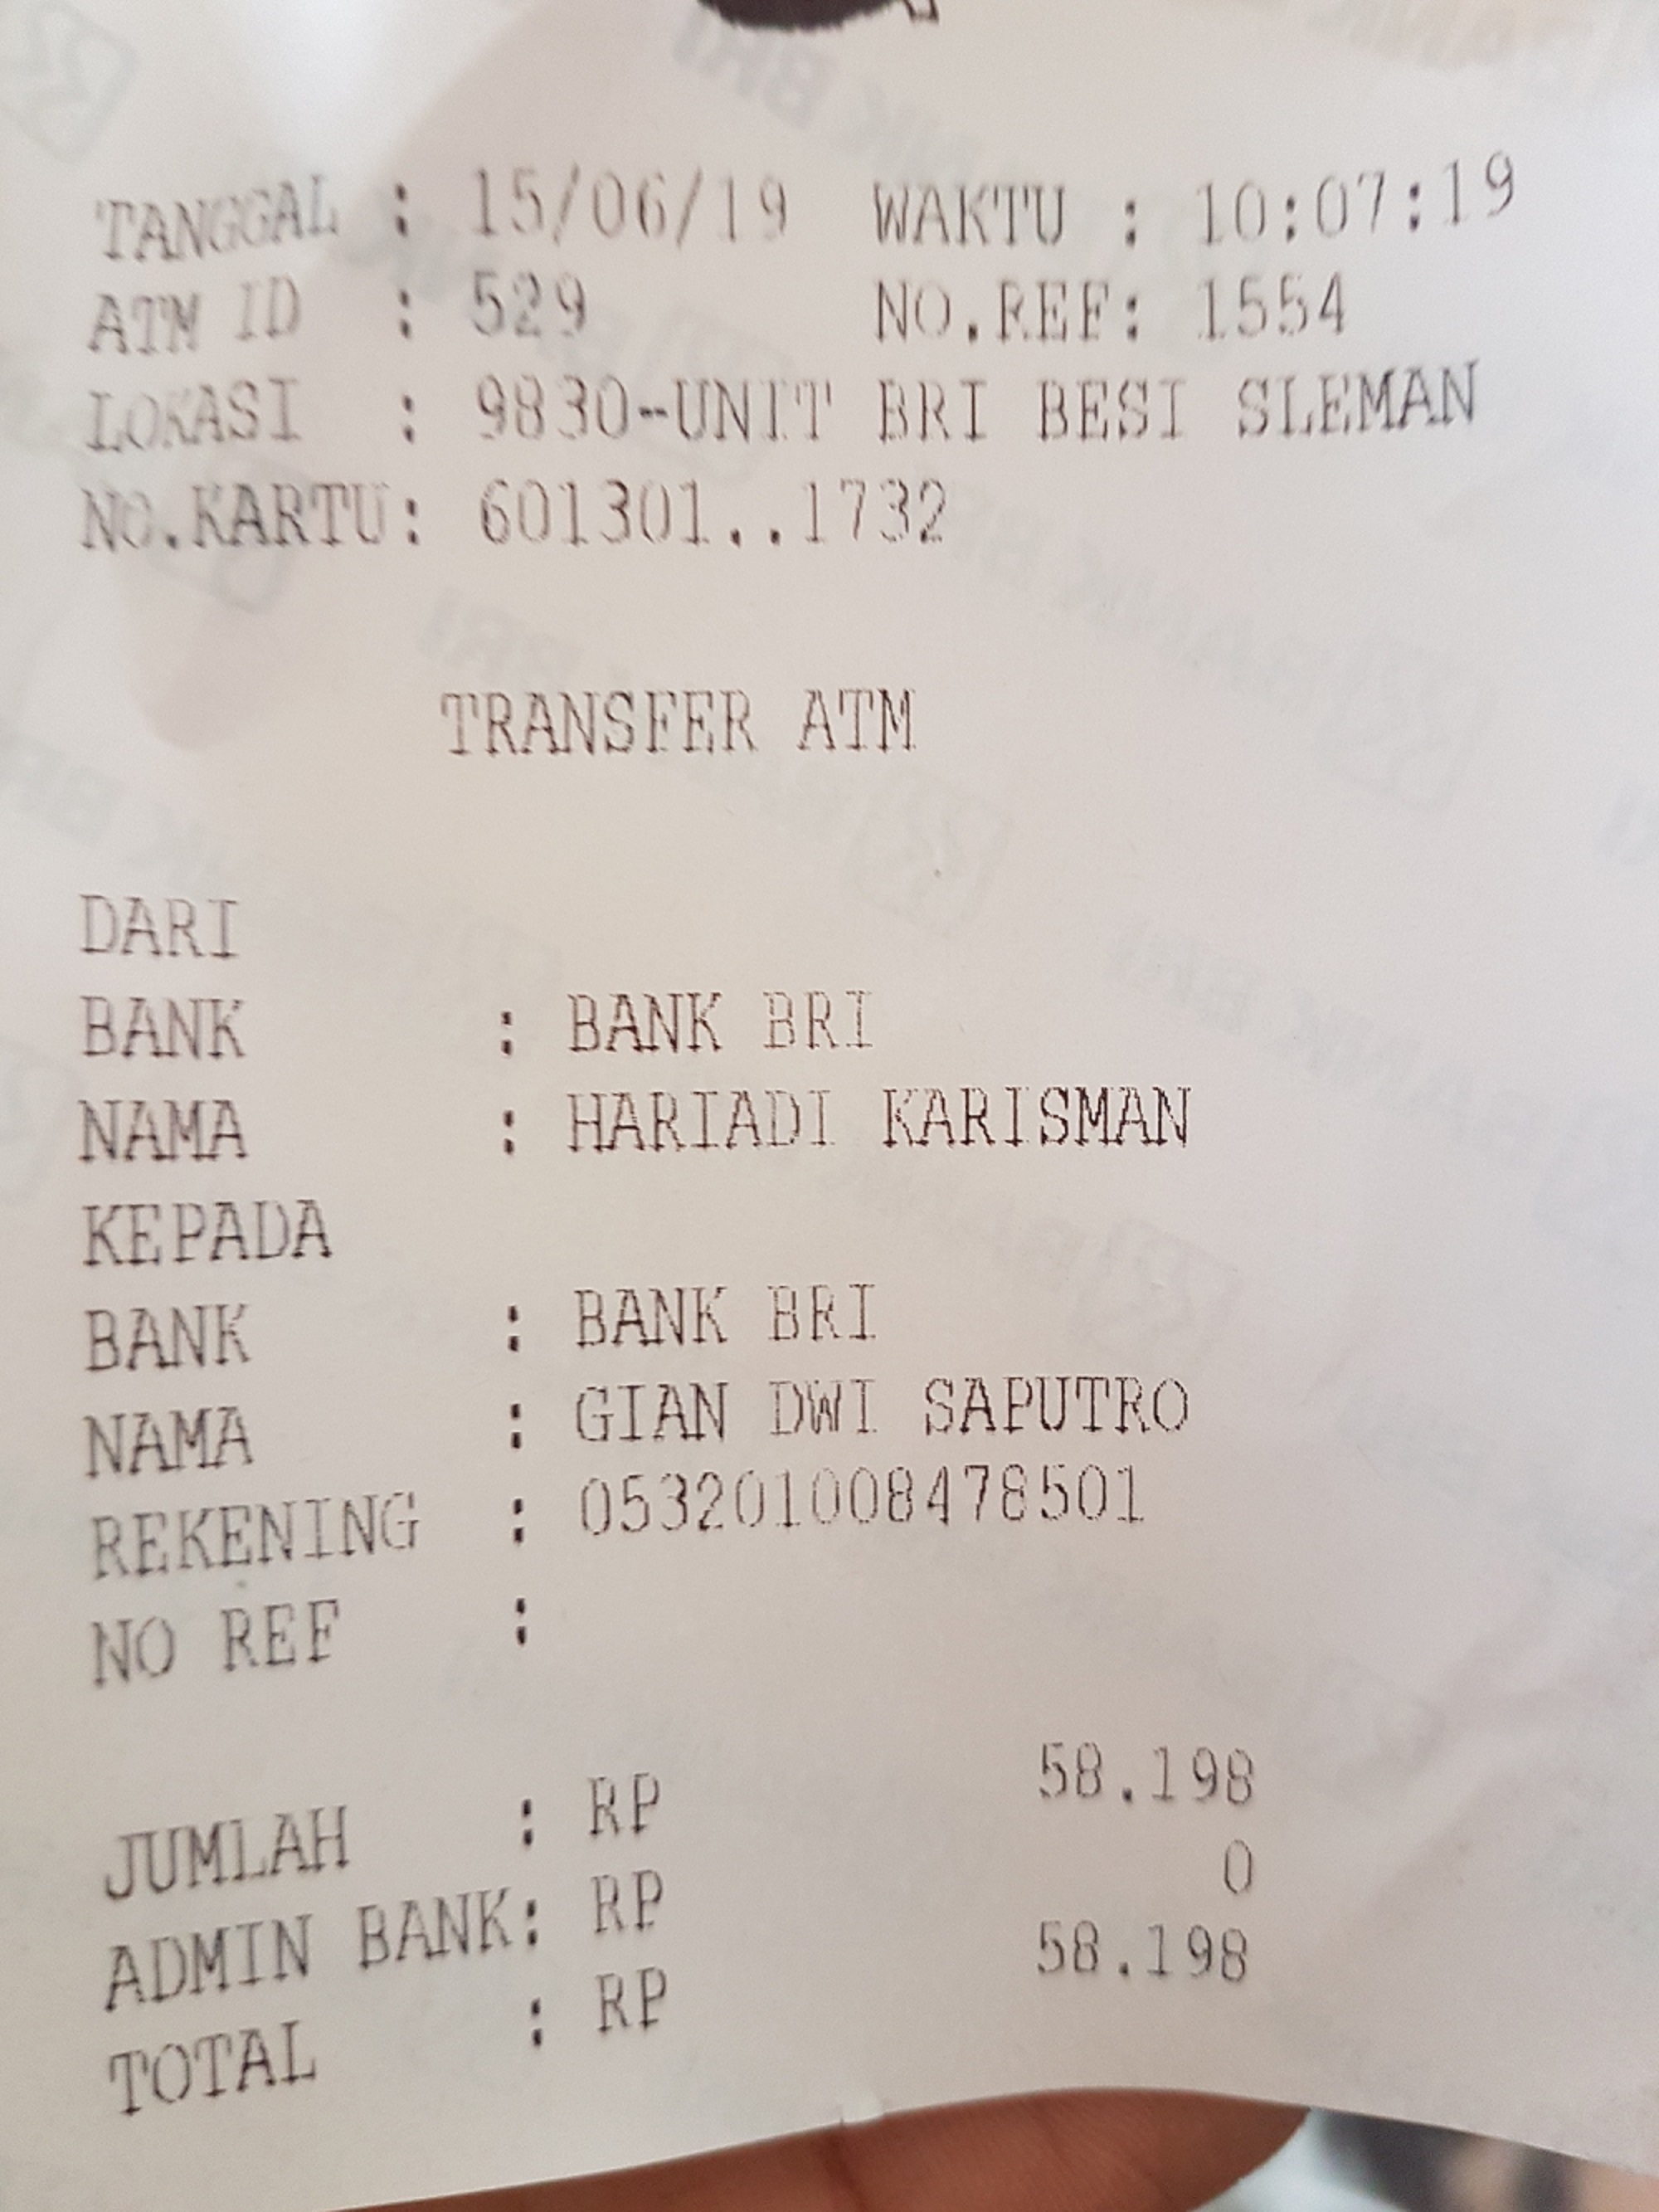 TANGGAL : 15/06/19 WAKTU : 10:07:19
ATM ID : 529 NO.REF: 1554
LOKASI : 9830-UNIT BRI BESI SLEMAN
NO.KARTU: 601301..1732
TRANSFER ATM
DARI
BANK : BANK BRI
NAMA : HARIADI KARISMAN
KEPADA
BANK : BANK BRI
NAMA : GIAN DWI SAPUTRO
REKENING : 053201008478501
NO REF :
JUMLAH : RP 58.198
ADMIN BANK: RP 0
TOTAL : RP 58.198